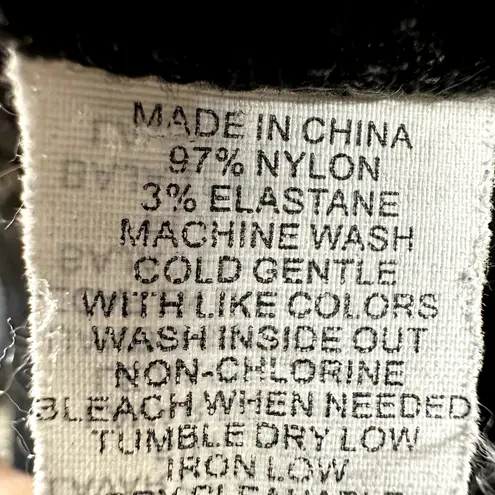 MADE IN CHINA
97% NYLON
3% ELASTANE
MACHINE WASH
COLD GENTLE
WITH LIKE COLORS
WASH INSIDE OUT
NON-CHLORINE
BLEACH WHEN NEEDED
TUMBLE DRY LOW
IRON LOW